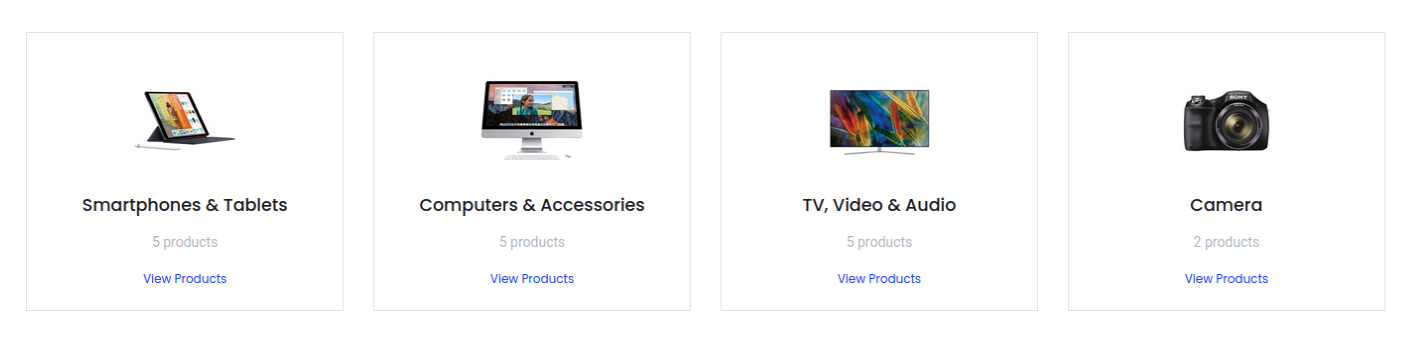 Smartphones & Tablets
5 products
View Products
Computers & Accessories
5 products
View Products
TV, Video & Audio
5 products
View Products
SONY
Camera
2 products
View Products